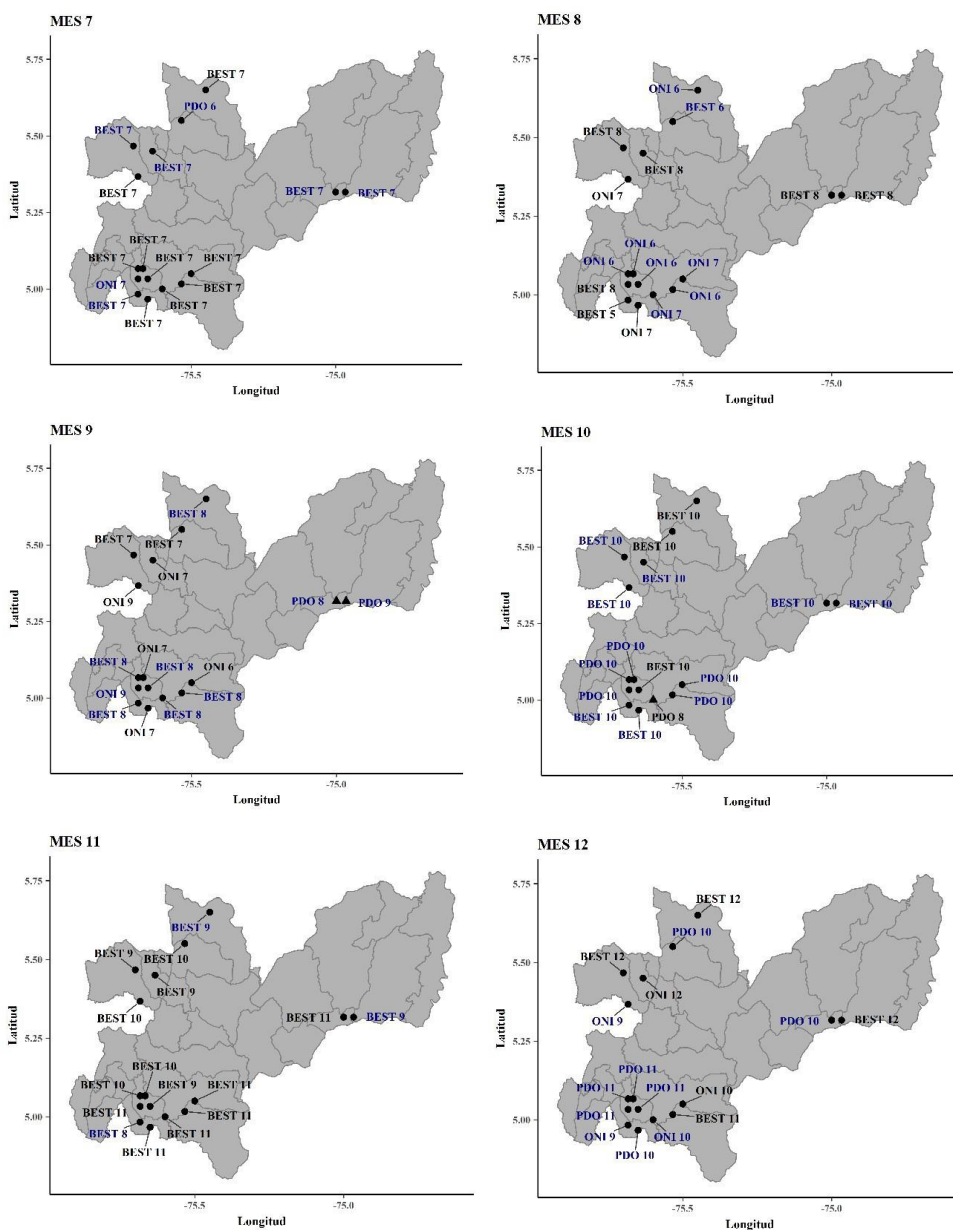 MES 7
5.75
5.50
5.25
5.00
Latitud
BEST 7
PDO 6
BEST 7
BEST 7
BEST 7
BEST 7
BEST 7
BEST 7
BEST 7
BEST 7
BEST 7
ONI 7
BEST 7
BEST 7
BEST 7
BEST 7
-75.5
-75.0
Longitud
MES 8
5.75
5.50
5.25
5.00
Latitud
ONI 6
BEST 6
BEST 8
BEST 8
ONI 7
BEST 8
BEST 8
ONI 6
ONI 6
ONI 6
ONI 7
BEST 8
ONI 6
BEST 5
ONI 7
ONI 7
-75.5
-75.0
Longitud
MES 9
5.75
5.50
5.25
5.00
Latitud
BEST 8
BEST 7
BEST 7
ONI 7
ONI 9
PDO 8
PDO 9
ONI 7
BEST 8
BEST 8
ONI 6
ONI 9
BEST 8
BEST 8
BEST 8
ONI 7
-75.5
-75.0
Longitud
MES 10
5.75
5.50
5.25
5.00
Latitud
BEST 10
BEST 10
BEST 10
BEST 10
BEST 10
BEST 10
BEST 10
PDO 10
PDO 10
BEST 10
PDO 10
PDO 10
PDO 10
BEST 10
PDO 8
BEST 10
-75.5
-75.0
Longitud
MES 11
5.75
5.50
5.25
5.00
Latitud
BEST 9
BEST 9
BEST 10
BEST 9
BEST 10
BEST 11
BEST 9
BEST 10
BEST 10
BEST 9
BEST 11
BEST 11
BEST 11
BEST 8
BEST 11
BEST 11
-75.5
-75.0
Longitud
MES 12
5.75
5.50
5.25
5.00
Latitud
BEST 12
PDO 10
BEST 12
ONI 12
ONI 9
PDO 10
BEST 12
PDO 11
PDO 11
PDO 11
ONI 10
PDO 11
BEST 11
ONI 9
ONI 10
PDO 10
-75.5
-75.0
Longitud